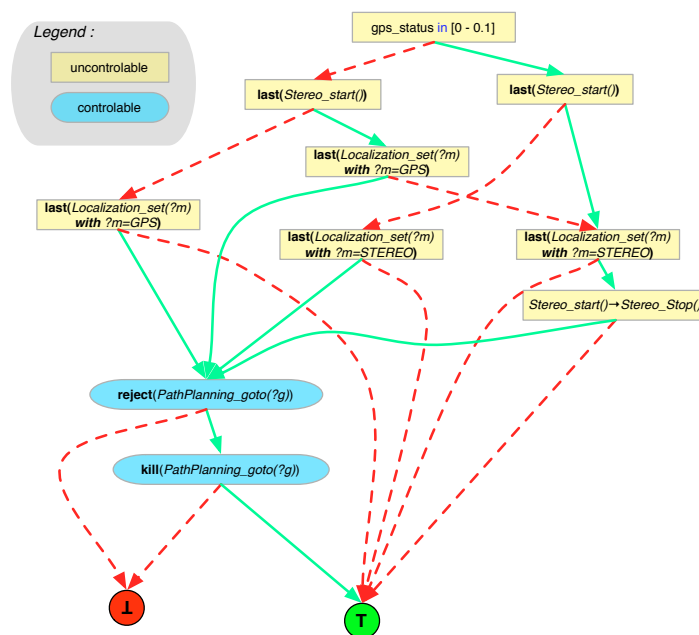 Legend :
uncontrolable
controlable
gps_status in [0 - 0.1]
last(Stereo_start())
last(Stereo_start())
last(Localization_set(?m)
with ?m=GPS)
last(Localization_set(?m)
with ?m=GPS)
last(Localization_set(?m)
with ?m=STEREO)
last(Localization_set(?m)
with ?m=STEREO)
Stereo_start()→Stereo_Stop()
reject(PathPlanning_goto(?g))
kill(PathPlanning_goto(?g))
⊥
T